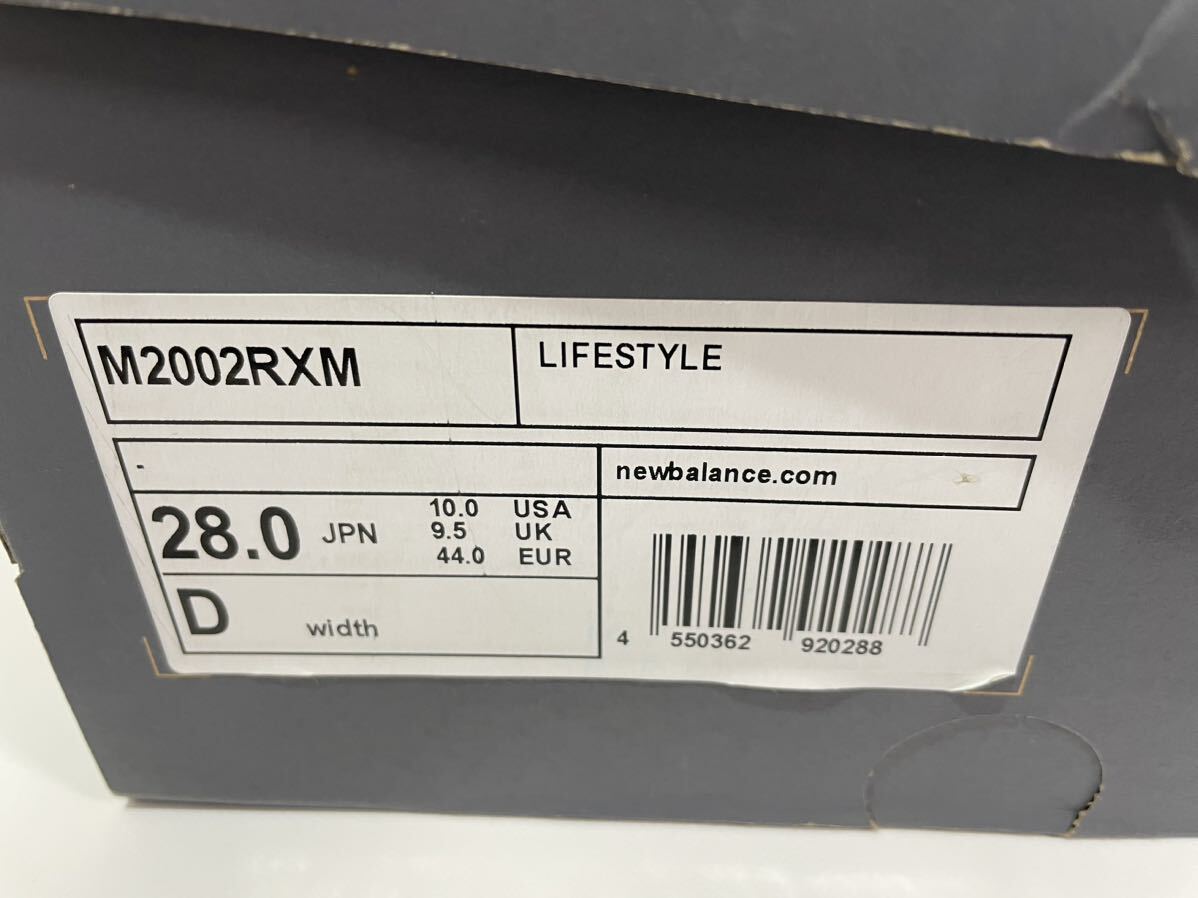 M2002RXM
LIFESTYLE
-
newbalance.com
28.0 JPN
10.0 USA
9.5 UK
44.0 EUR
D width
4 550362 920288